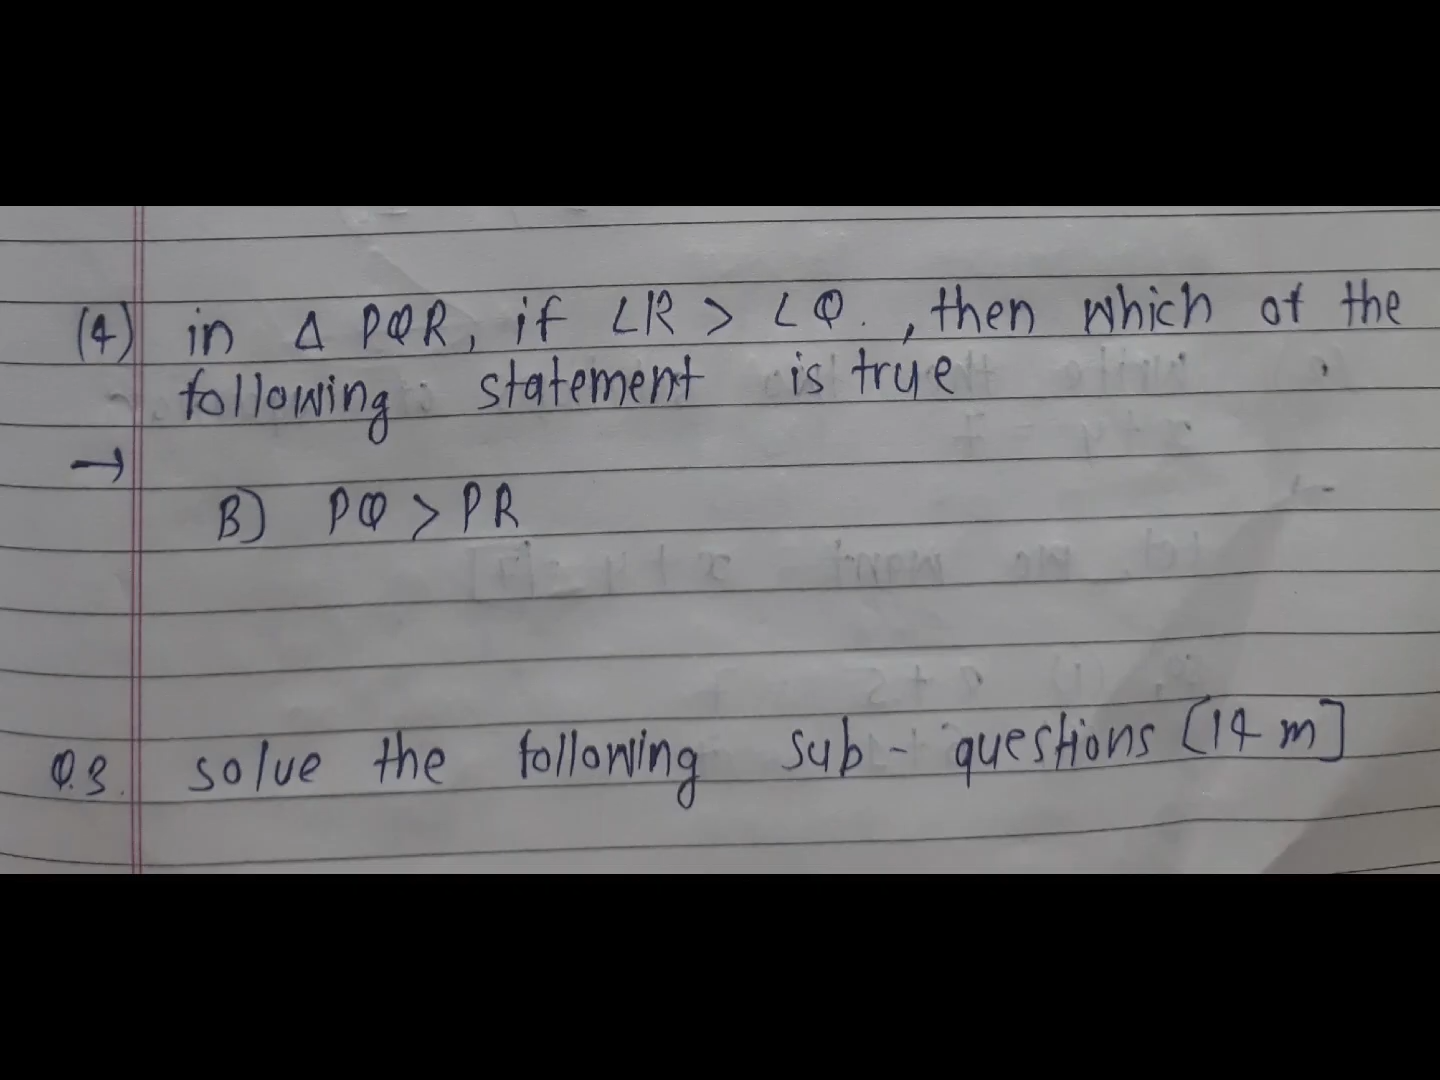 (4) in Δ PQR, if ∠R > ∠Q. , then which of the
following statement is true
→
B) PQ > PR
Q.3. solve the following sub - questions [14 m]